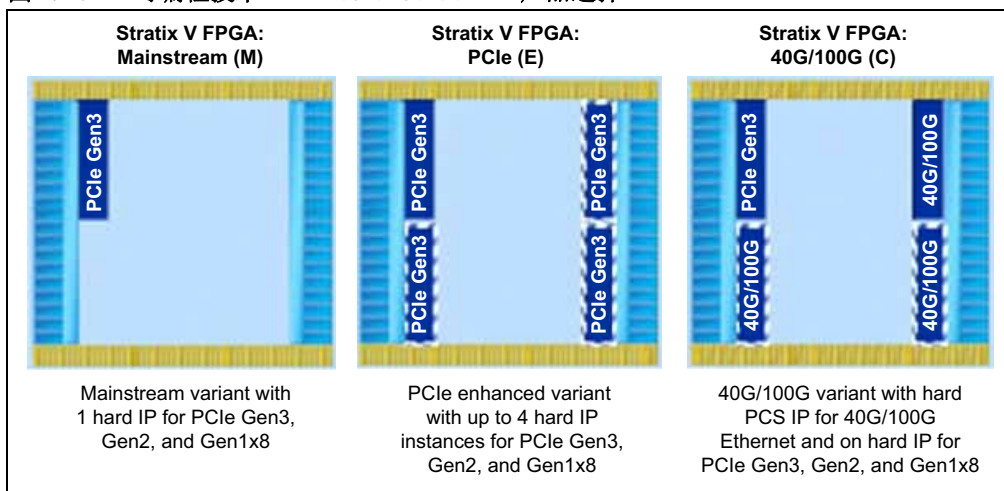 Stratix V FPGA:
Mainstream (M)
PCIe Gen3
Mainstream variant with
1 hard IP for PCIe Gen3,
Gen2, and Gen1x8
Stratix V FPGA:
PCIe (E)
PCIe Gen3
PCIe Gen3
PCIe Gen3
PCIe Gen3
PCIe enhanced variant
with up to 4 hard IP
instances for PCIe Gen3,
Gen2, and Gen1x8
Stratix V FPGA:
40G/100G (C)
PCIe Gen3
40G/100G
40G/100G
40G/100G
40G/100G variant with hard
PCS IP for 40G/100G
Ethernet and on hard IP for
PCIe Gen3, Gen2, and Gen1x8